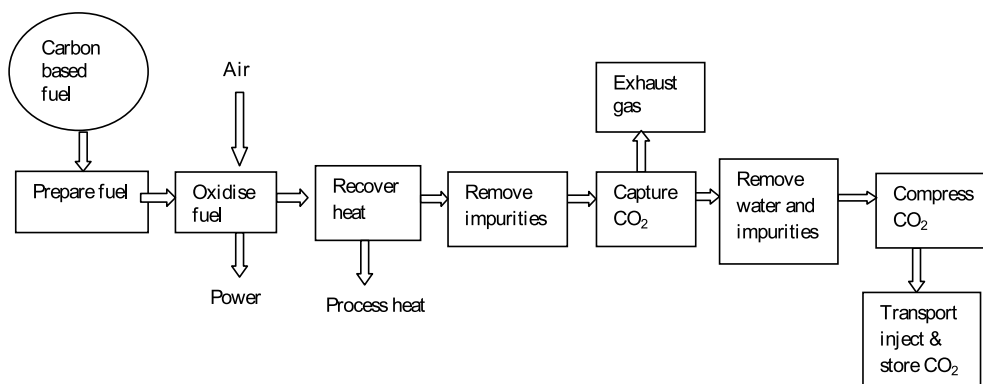 Carbon
based
fuel
Air
Exhaust
gas
Prepare fuel
Oxidise
fuel
Recover
heat
Remove
impurities
Capture
CO₂
Remove
water and
impurities
Compress
CO₂
Power
Process heat
Transport
inject &
store CO₂